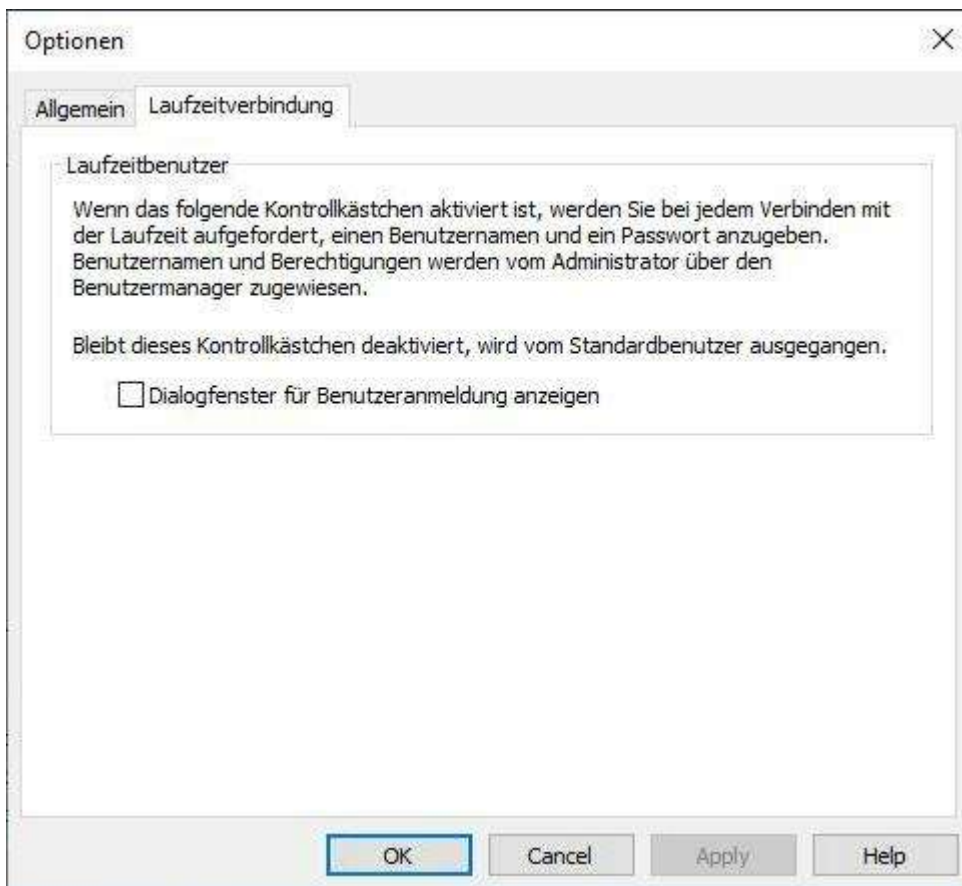 Optionen
Allgemein
Laufzeitverbindung
Laufzeitbenutzer
Wenn das folgende Kontrollkästchen aktiviert ist, werden Sie bei jedem Verbinden mit
der Laufzeit aufgefordert, einen Benutzernamen und ein Passwort anzugeben.
Benutzernamen und Berechtigungen werden vom Administrator über den
Benutzermanager zugewiesen.
Bleibt dieses Kontrollkästchen deaktiviert, wird vom Standardbenutzer ausgegangen.
Dialogfenster für Benutzeranmeldung anzeigen
OK
Cancel
Apply
Help